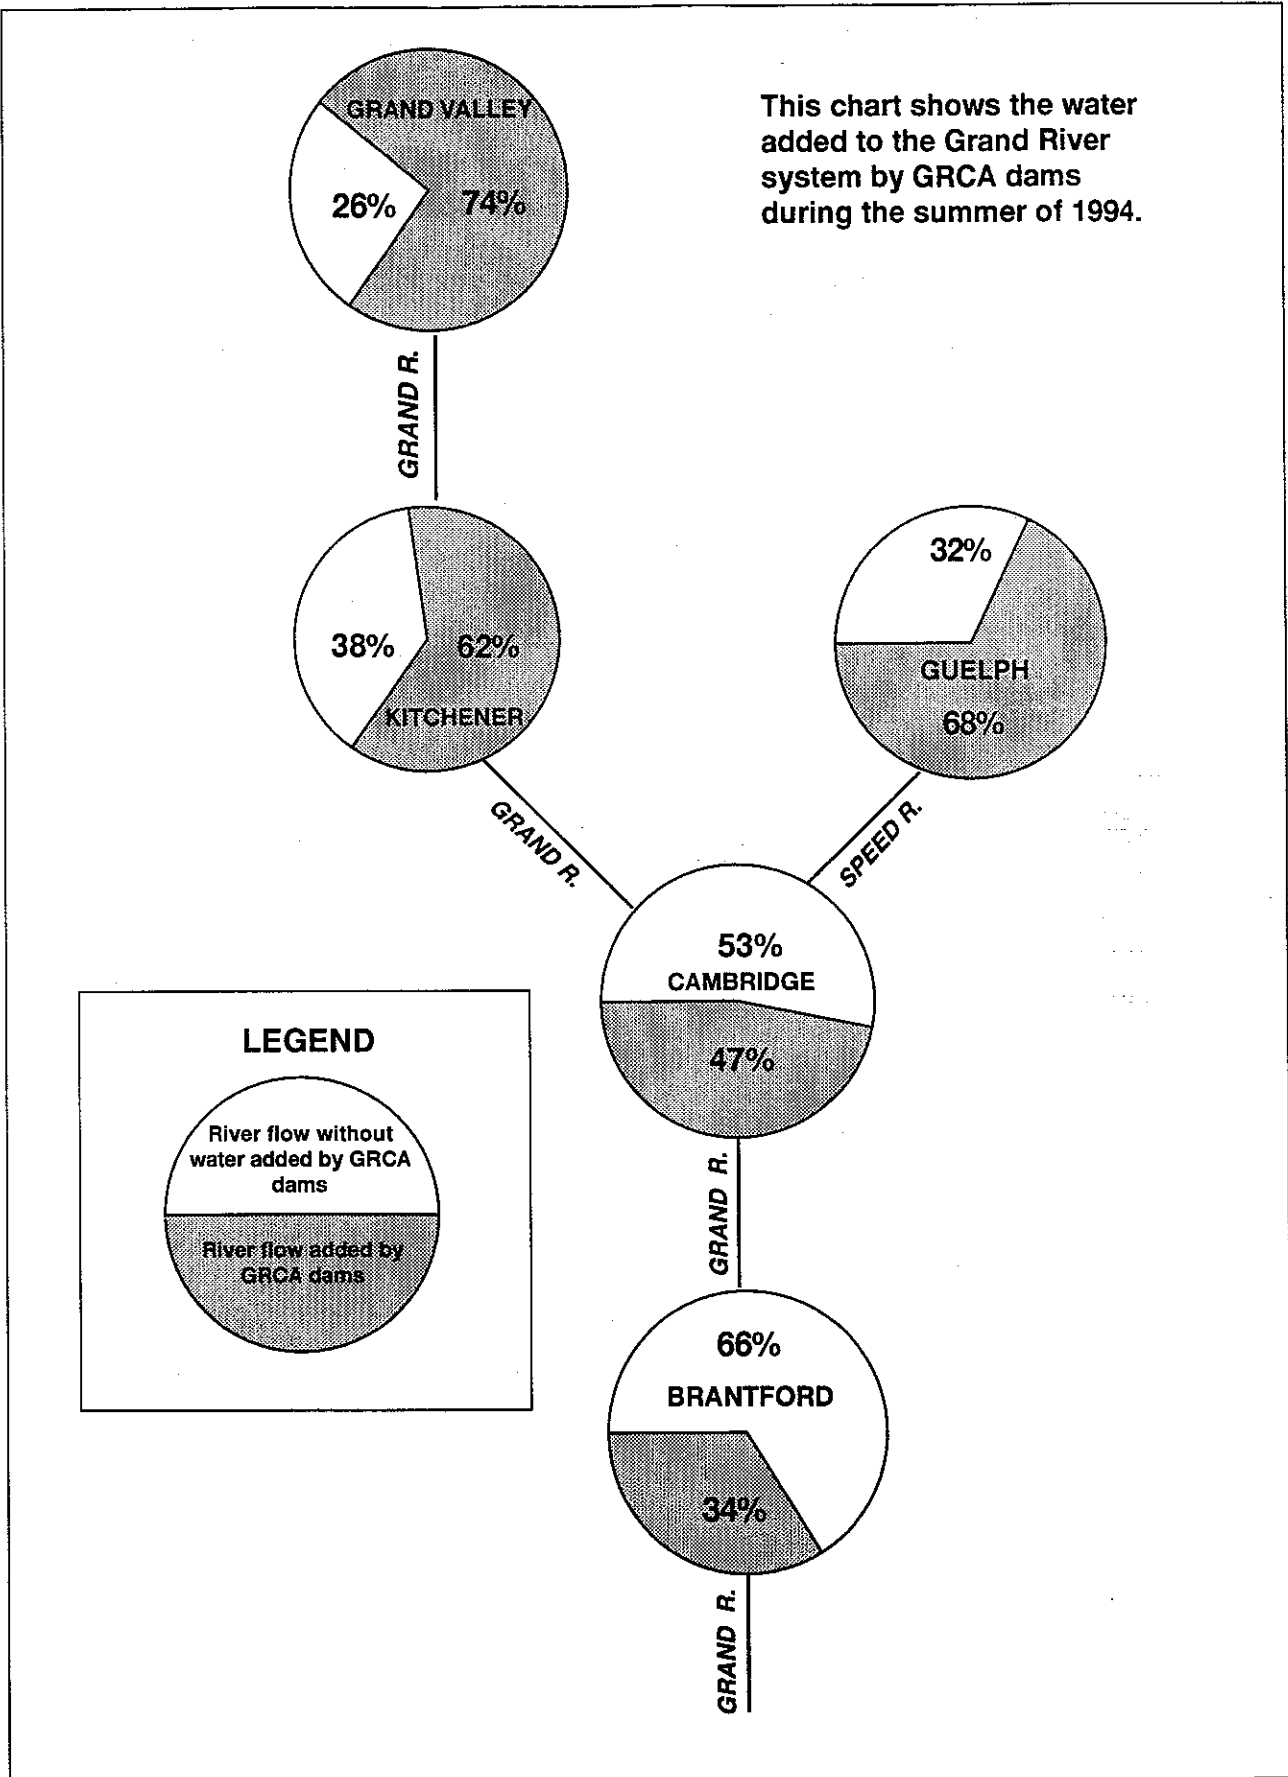 This chart shows the water
added to the Grand River
system by GRCA dams
during the summer of 1994.
GRAND VALLEY
26%
74%
GRAND R.
38%
62%
KITCHENER
32%
GUELPH
68%
GRAND R.
SPEED R.
53%
CAMBRIDGE
47%
LEGEND
River flow without
water added by GRCA
dams
River flow added by
GRCA dams
GRAND R.
66%
BRANTFORD
34%
GRAND R.